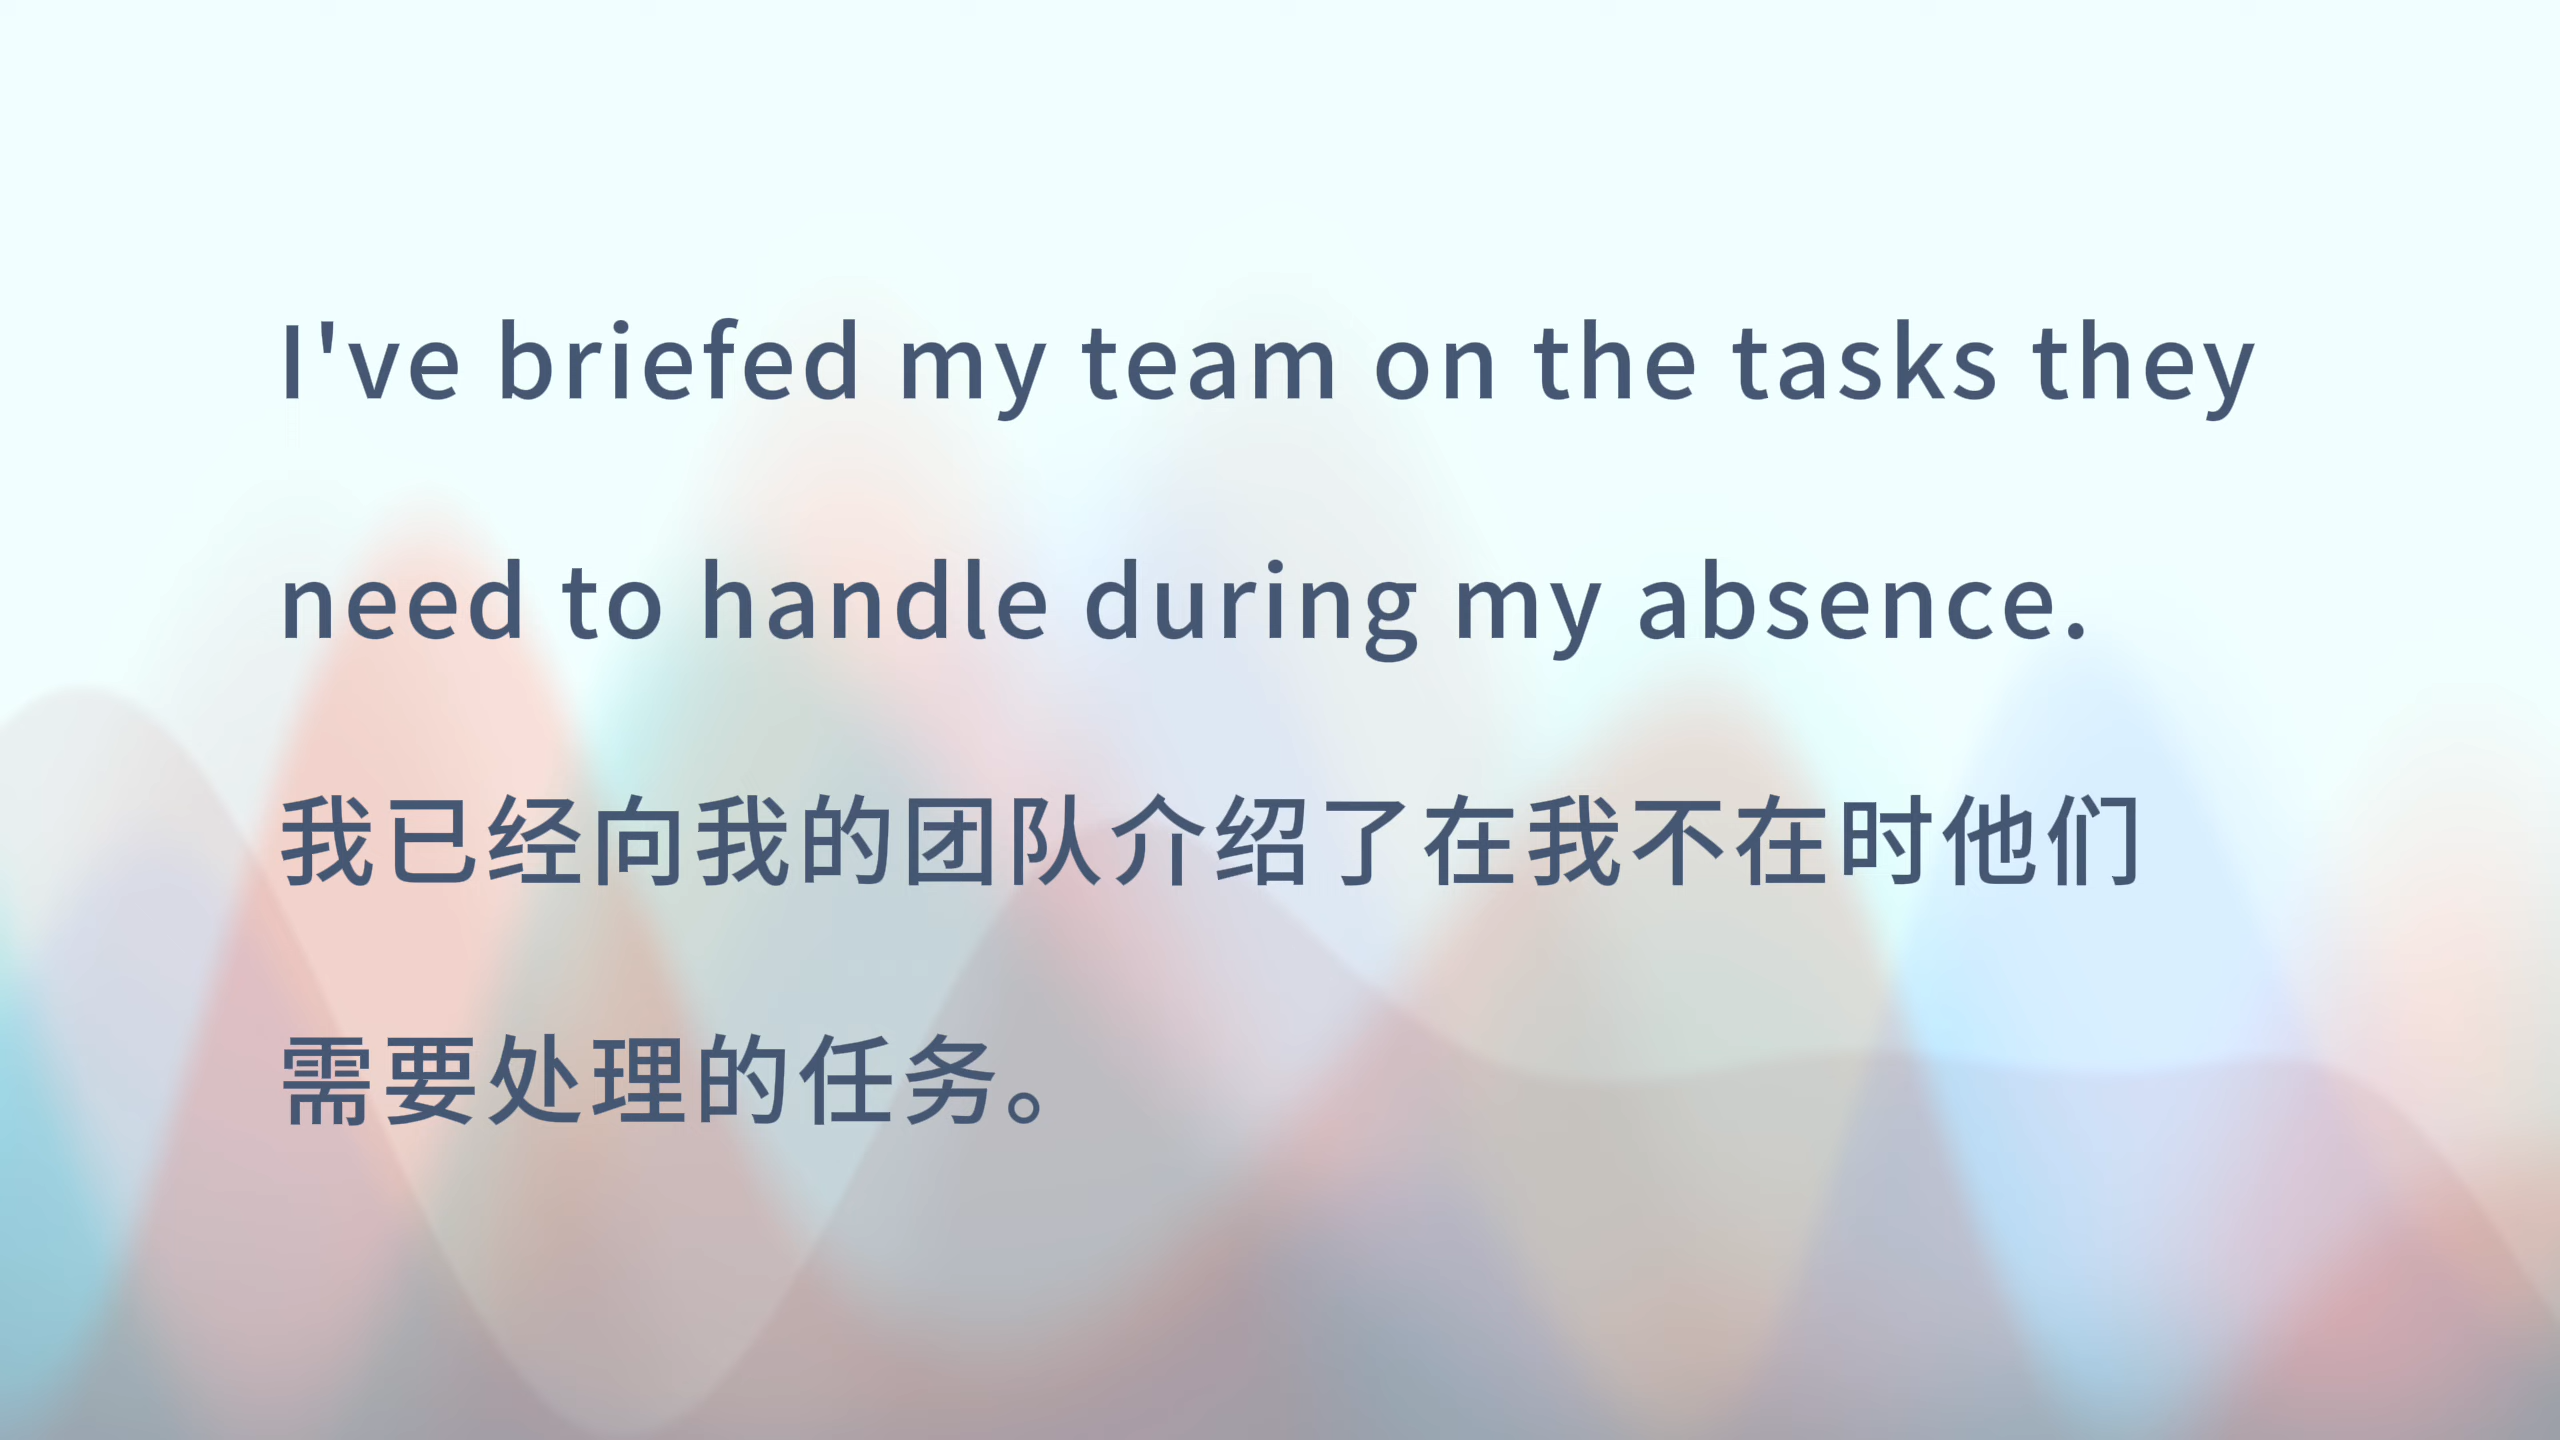 I've briefed my team on the tasks they
need to handle during my absence.
我已经向我的团队介绍了在我不在时他们
需要处理的任务。